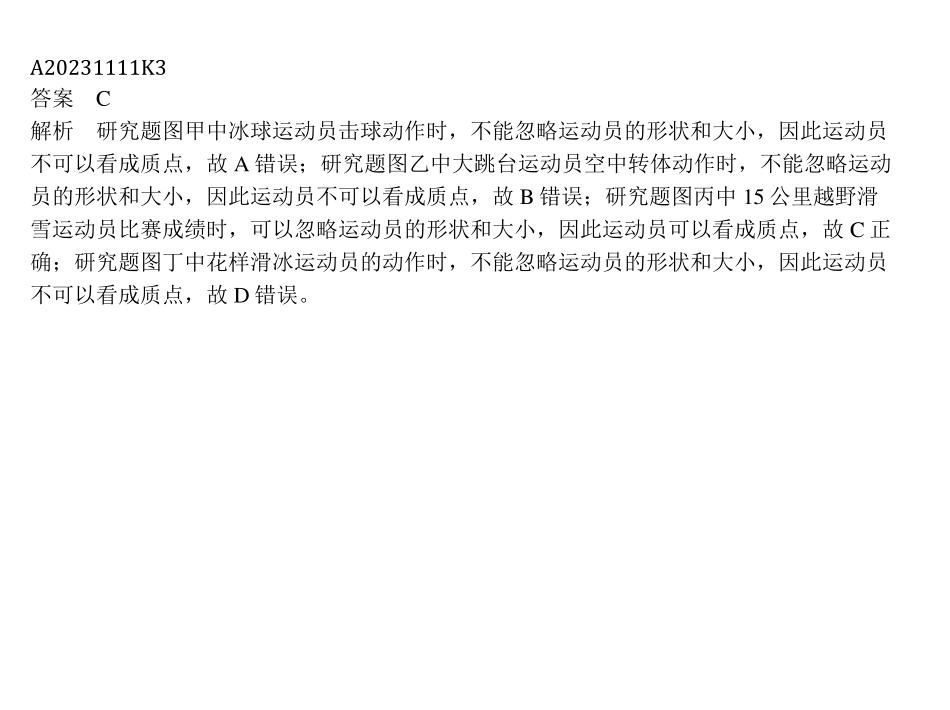 A20231111K3
答案　C
解析　研究题图甲中冰球运动员击球动作时，不能忽略运动员的形状和大小，因此运动员
不可以看成质点，故 A 错误；研究题图乙中大跳台运动员空中转体动作时，不能忽略运动
员的形状和大小，因此运动员不可以看成质点，故 B 错误；研究题图丙中 15 公里越野滑
雪运动员比赛成绩时，可以忽略运动员的形状和大小，因此运动员可以看成质点，故 C 正
确；研究题图丁中花样滑冰运动员的动作时，不能忽略运动员的形状和大小，因此运动员
不可以看成质点，故 D 错误。